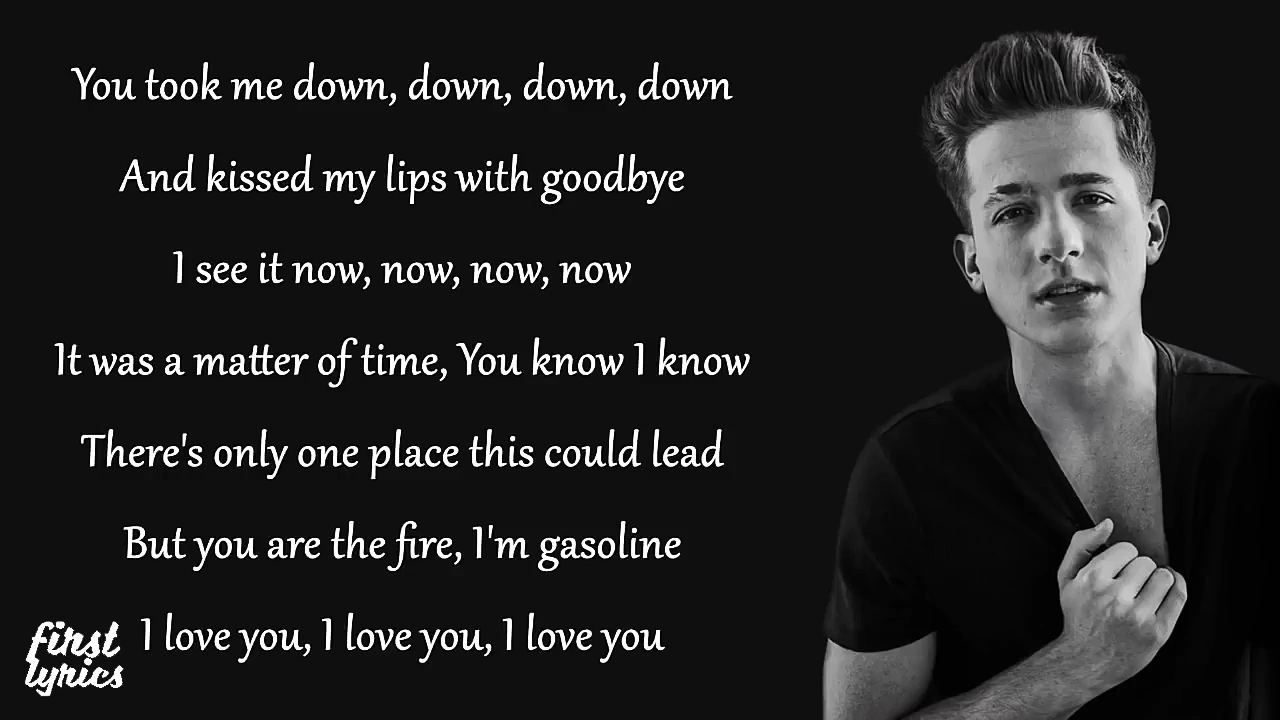 You took me down, down, down, down
And kissed my lips with goodbye
I see it now, now, now, now
It was a matter of time, You know I know
There's only one place this could lead
But you are the fire, I'm gasoline
I love you, I love you, I love you
first
lyrics